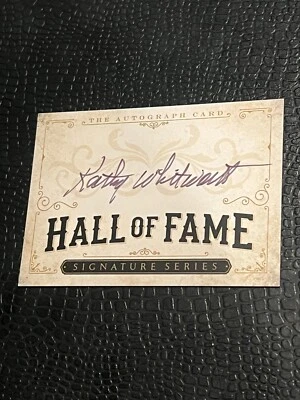 THE AUTOGRAPH CARD
Kathy Whitworth
HALL OF FAME
SIGNATURE SERIES